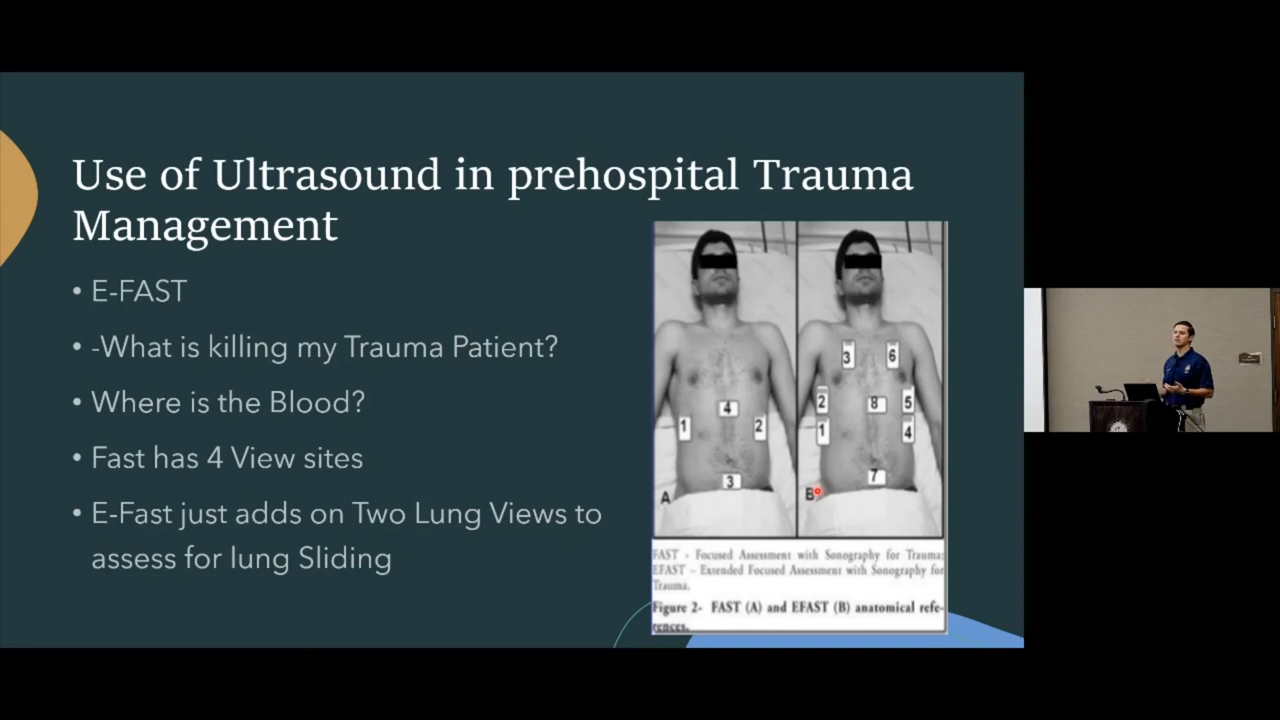 Use of Ultrasound in prehospital Trauma
Management
• E-FAST
• -What is killing my Trauma Patient?
• Where is the Blood?
• Fast has 4 View sites
• E-Fast just adds on Two Lung Views to
assess for lung Sliding
3 6
4 2 8 5
1 2 1 4
3 7
A B
FAST - Focused Assessment with Sonography for Trauma;
EFAST – Extended Focused Assessment with Sonography for
Trauma.
Figure 2- FAST (A) and EFAST (B) anatomical refe-
rences.